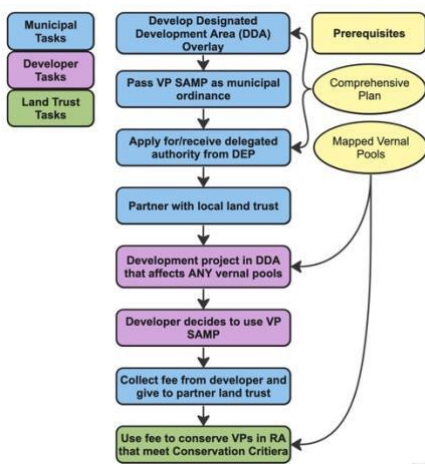 Municipal
Tasks
Developer
Tasks
Land Trust
Tasks
Develop Designated
Development Area (DDA)
Overlay
Pass VP SAMP as municipal
ordinance
Apply for/receive delegated
authority from DEP
Partner with local land trust
Development project in DDA
that affects ANY vernal pools
Developer decides to use VP
SAMP
Collect fee from developer and
give to partner land trust
Use fee to conserve VPs in RA
that meet Conservation Critiera
Prerequisites
Comprehensive
Plan
Mapped Vernal
Pools